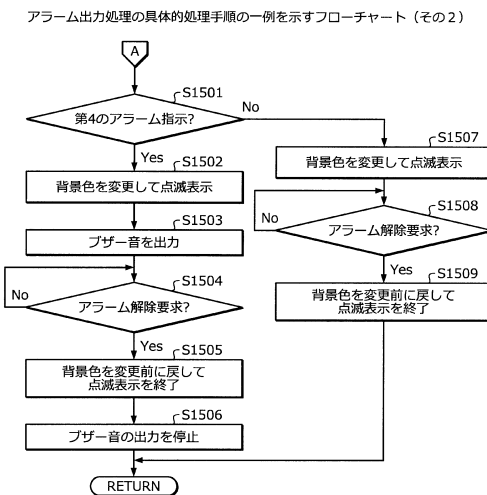 アラーム出力処理の具体的処理手順の一例を示すフローチャート（その２）
A
S1501
第4のアラーム指示?
No
Yes
S1502
背景色を変更して点滅表示
S1503
ブザー音を出力
S1504
アラーム解除要求?
No
Yes
S1505
背景色を変更前に戻して
点滅表示を終了
S1506
ブザー音の出力を停止
S1507
背景色を変更して点滅表示
S1508
アラーム解除要求?
No
Yes
S1509
背景色を変更前に戻して
点滅表示を終了
RETURN